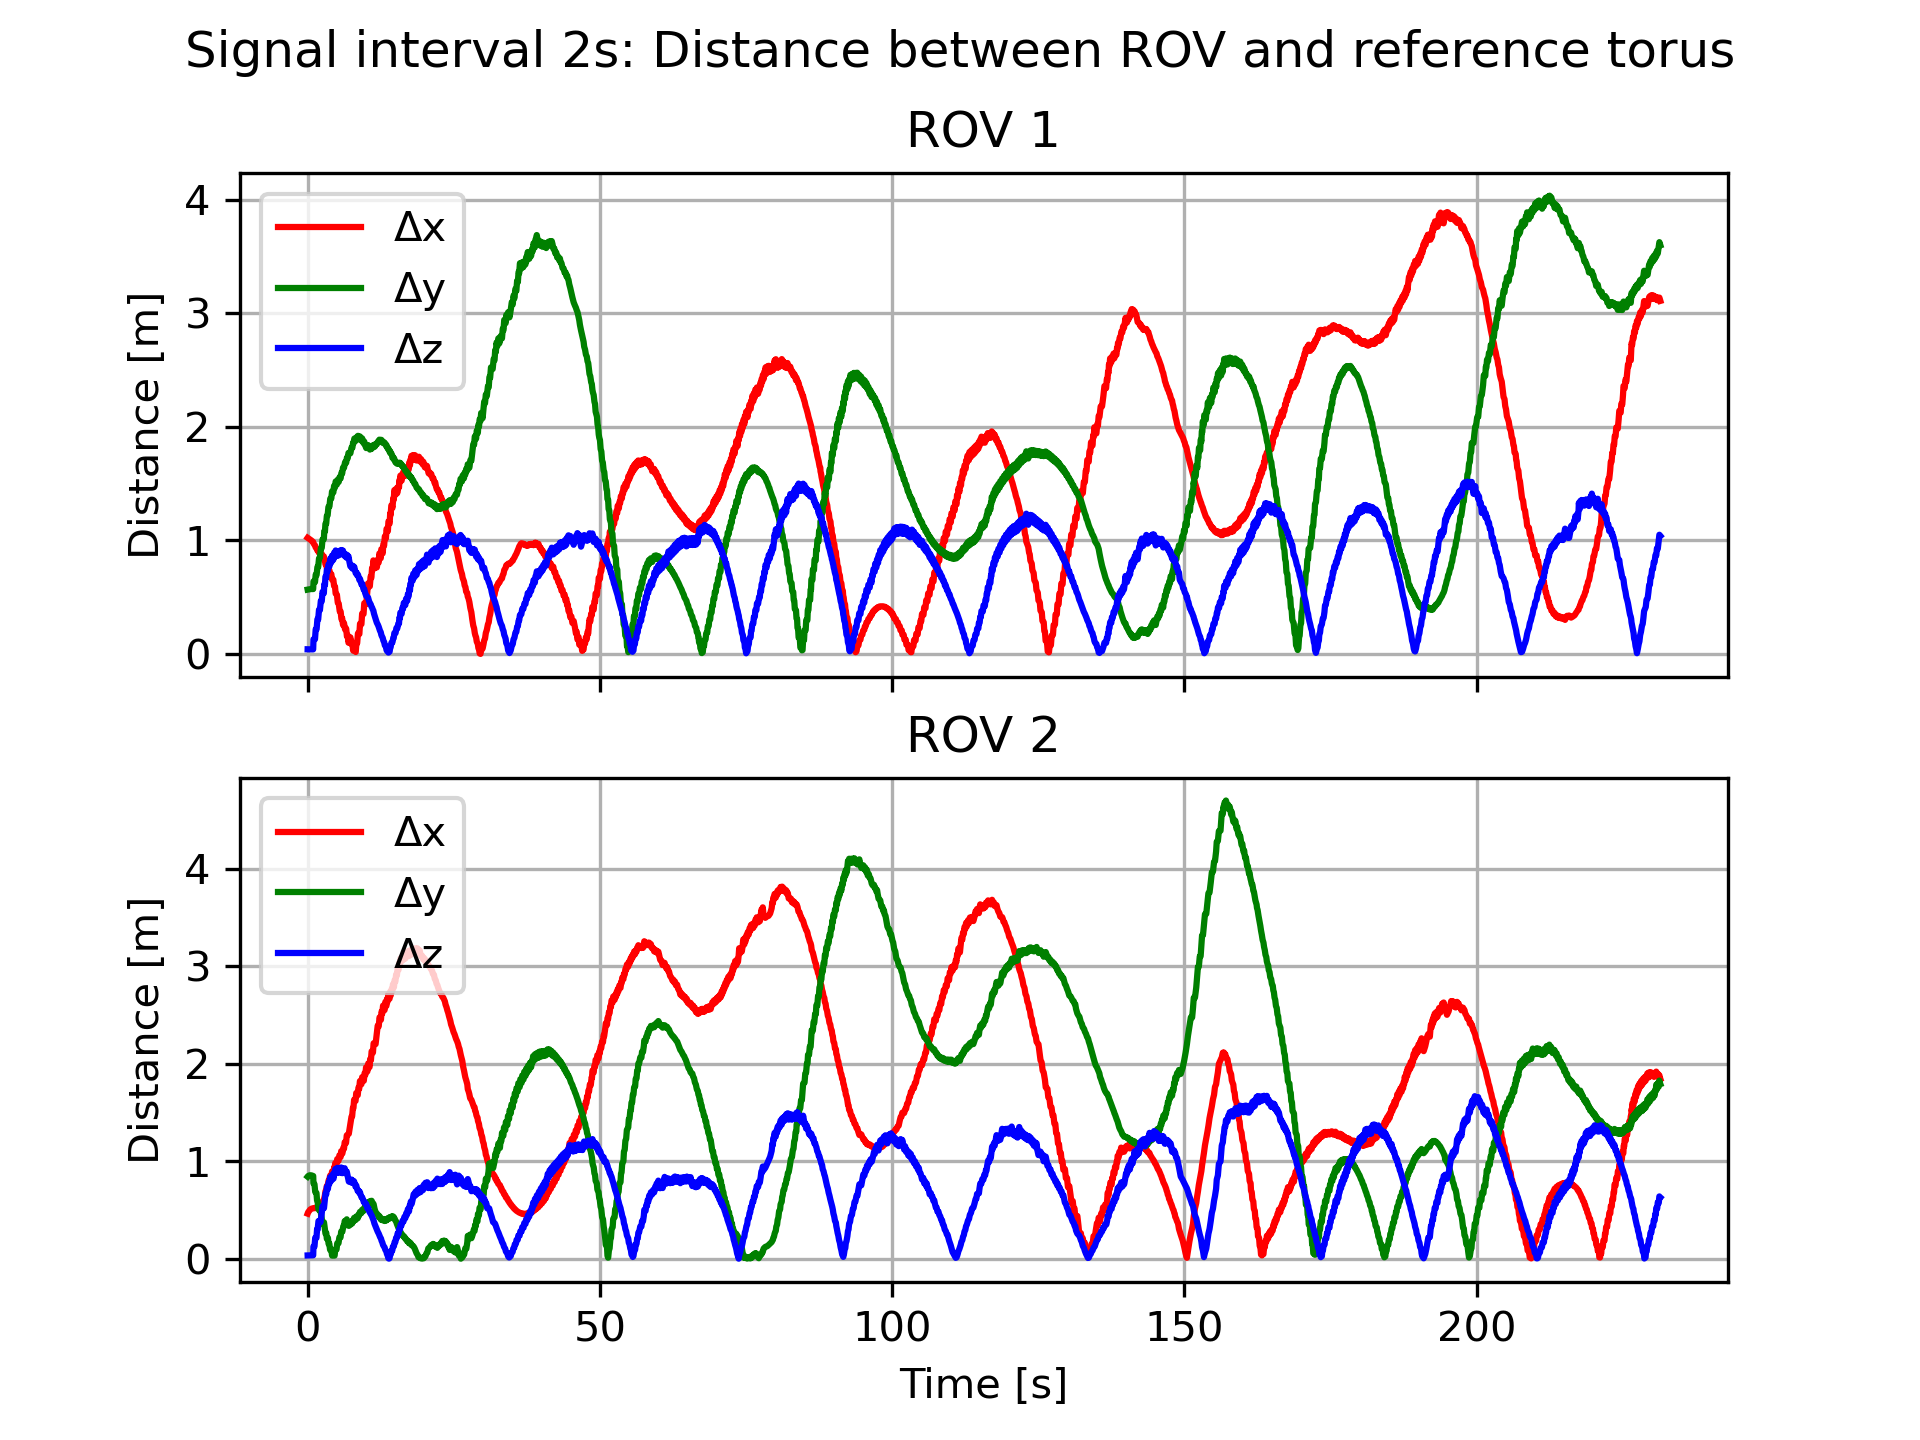 Signal interval 2s: Distance between ROV and reference torus
ROV 1
4
3
2
1
0
Distance [m]
Δx
Δy
Δz
ROV 2
4
3
2
1
0
Distance [m]
Δx
Δy
Δz
0 50 100 150 200
Time [s]